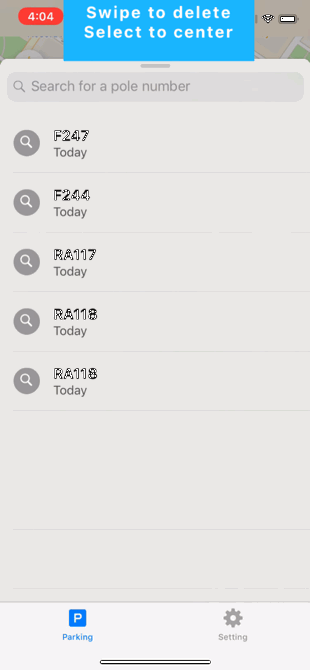 4:04
Swipe to delete
Select to center
Search for a pole number
F247
Today
F244
Today
RA117
Today
RA118
Today
RA118
Today
P
Parking
Setting